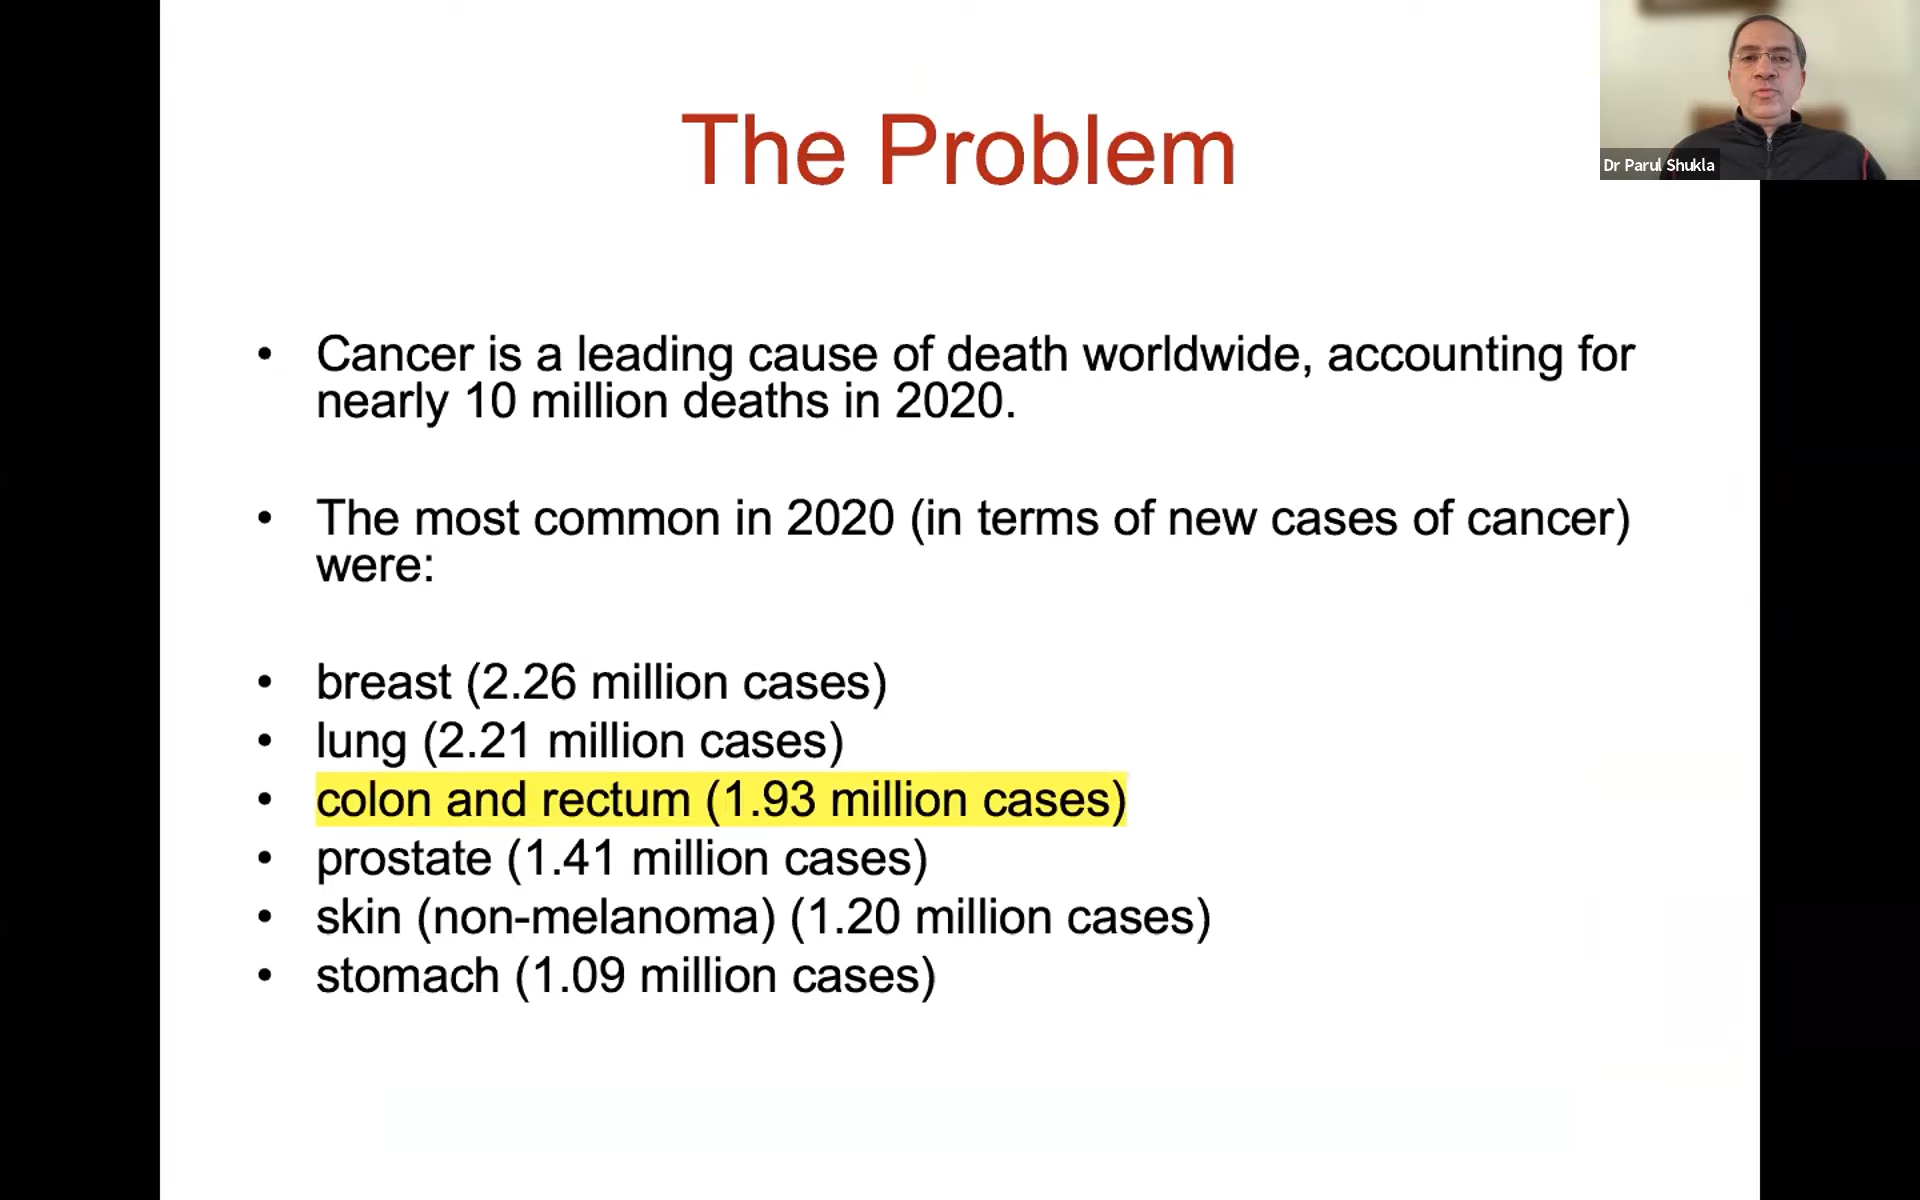 The Problem
Dr Parul Shukla
• Cancer is a leading cause of death worldwide, accounting for
nearly 10 million deaths in 2020.
• The most common in 2020 (in terms of new cases of cancer)
were:
• breast (2.26 million cases)
• lung (2.21 million cases)
• colon and rectum (1.93 million cases)
• prostate (1.41 million cases)
• skin (non-melanoma) (1.20 million cases)
• stomach (1.09 million cases)